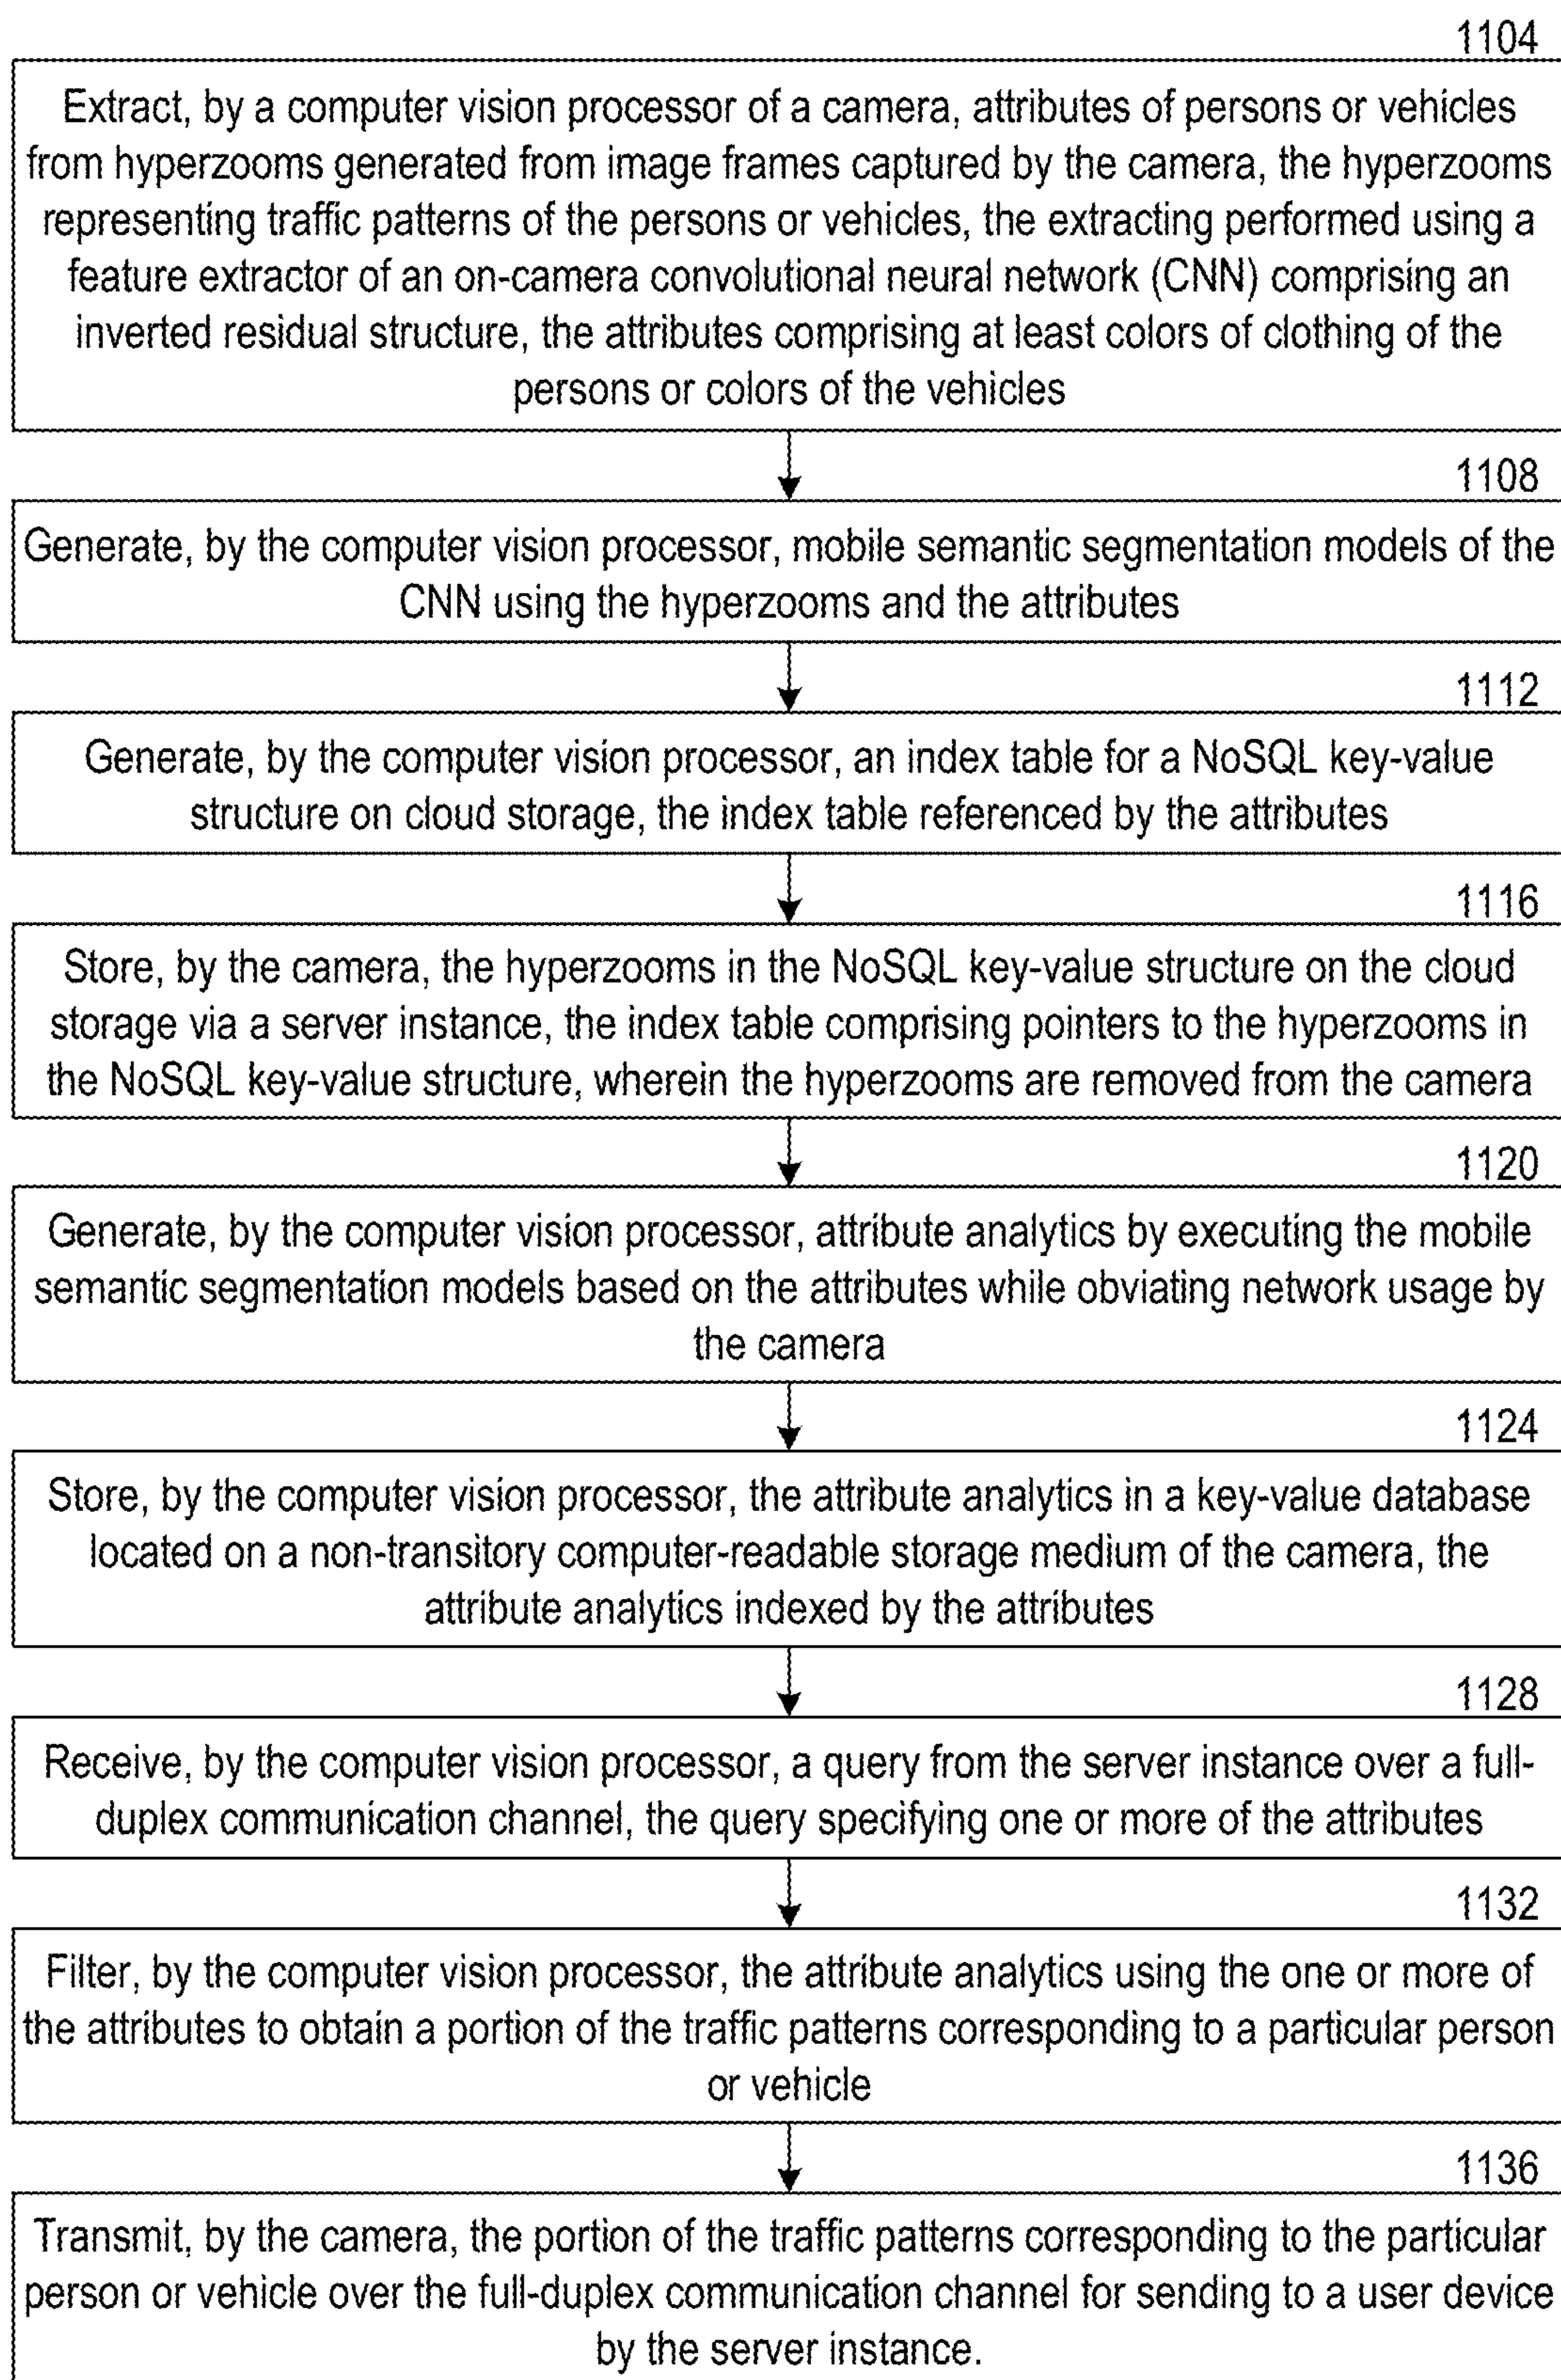 1104
Extract, by a computer vision processor of a camera, attributes of persons or vehicles
from hyperzooms generated from image frames captured by the camera, the hyperzooms
representing traffic patterns of the persons or vehicles, the extracting performed using a
feature extractor of an on-camera convolutional neural network (CNN) comprising an
inverted residual structure, the attributes comprising at least colors of clothing of the
persons or colors of the vehicles
1108
Generate, by the computer vision processor, mobile semantic segmentation models of the
CNN using the hyperzooms and the attributes
1112
Generate, by the computer vision processor, an index table for a NoSQL key-value
structure on cloud storage, the index table referenced by the attributes
1116
Store, by the camera, the hyperzooms in the NoSQL key-value structure on the cloud
storage via a server instance, the index table comprising pointers to the hyperzooms in
the NoSQL key-value structure, wherein the hyperzooms are removed from the camera
1120
Generate, by the computer vision processor, attribute analytics by executing the mobile
semantic segmentation models based on the attributes while obviating network usage by
the camera
1124
Store, by the computer vision processor, the attribute analytics in a key-value database
located on a non-transitory computer-readable storage medium of the camera, the
attribute analytics indexed by the attributes
1128
Receive, by the computer vision processor, a query from the server instance over a full-
duplex communication channel, the query specifying one or more of the attributes
1132
Filter, by the computer vision processor, the attribute analytics using the one or more of
the attributes to obtain a portion of the traffic patterns corresponding to a particular person
or vehicle
1136
Transmit, by the camera, the portion of the traffic patterns corresponding to the particular
person or vehicle over the full-duplex communication channel for sending to a user device
by the server instance.